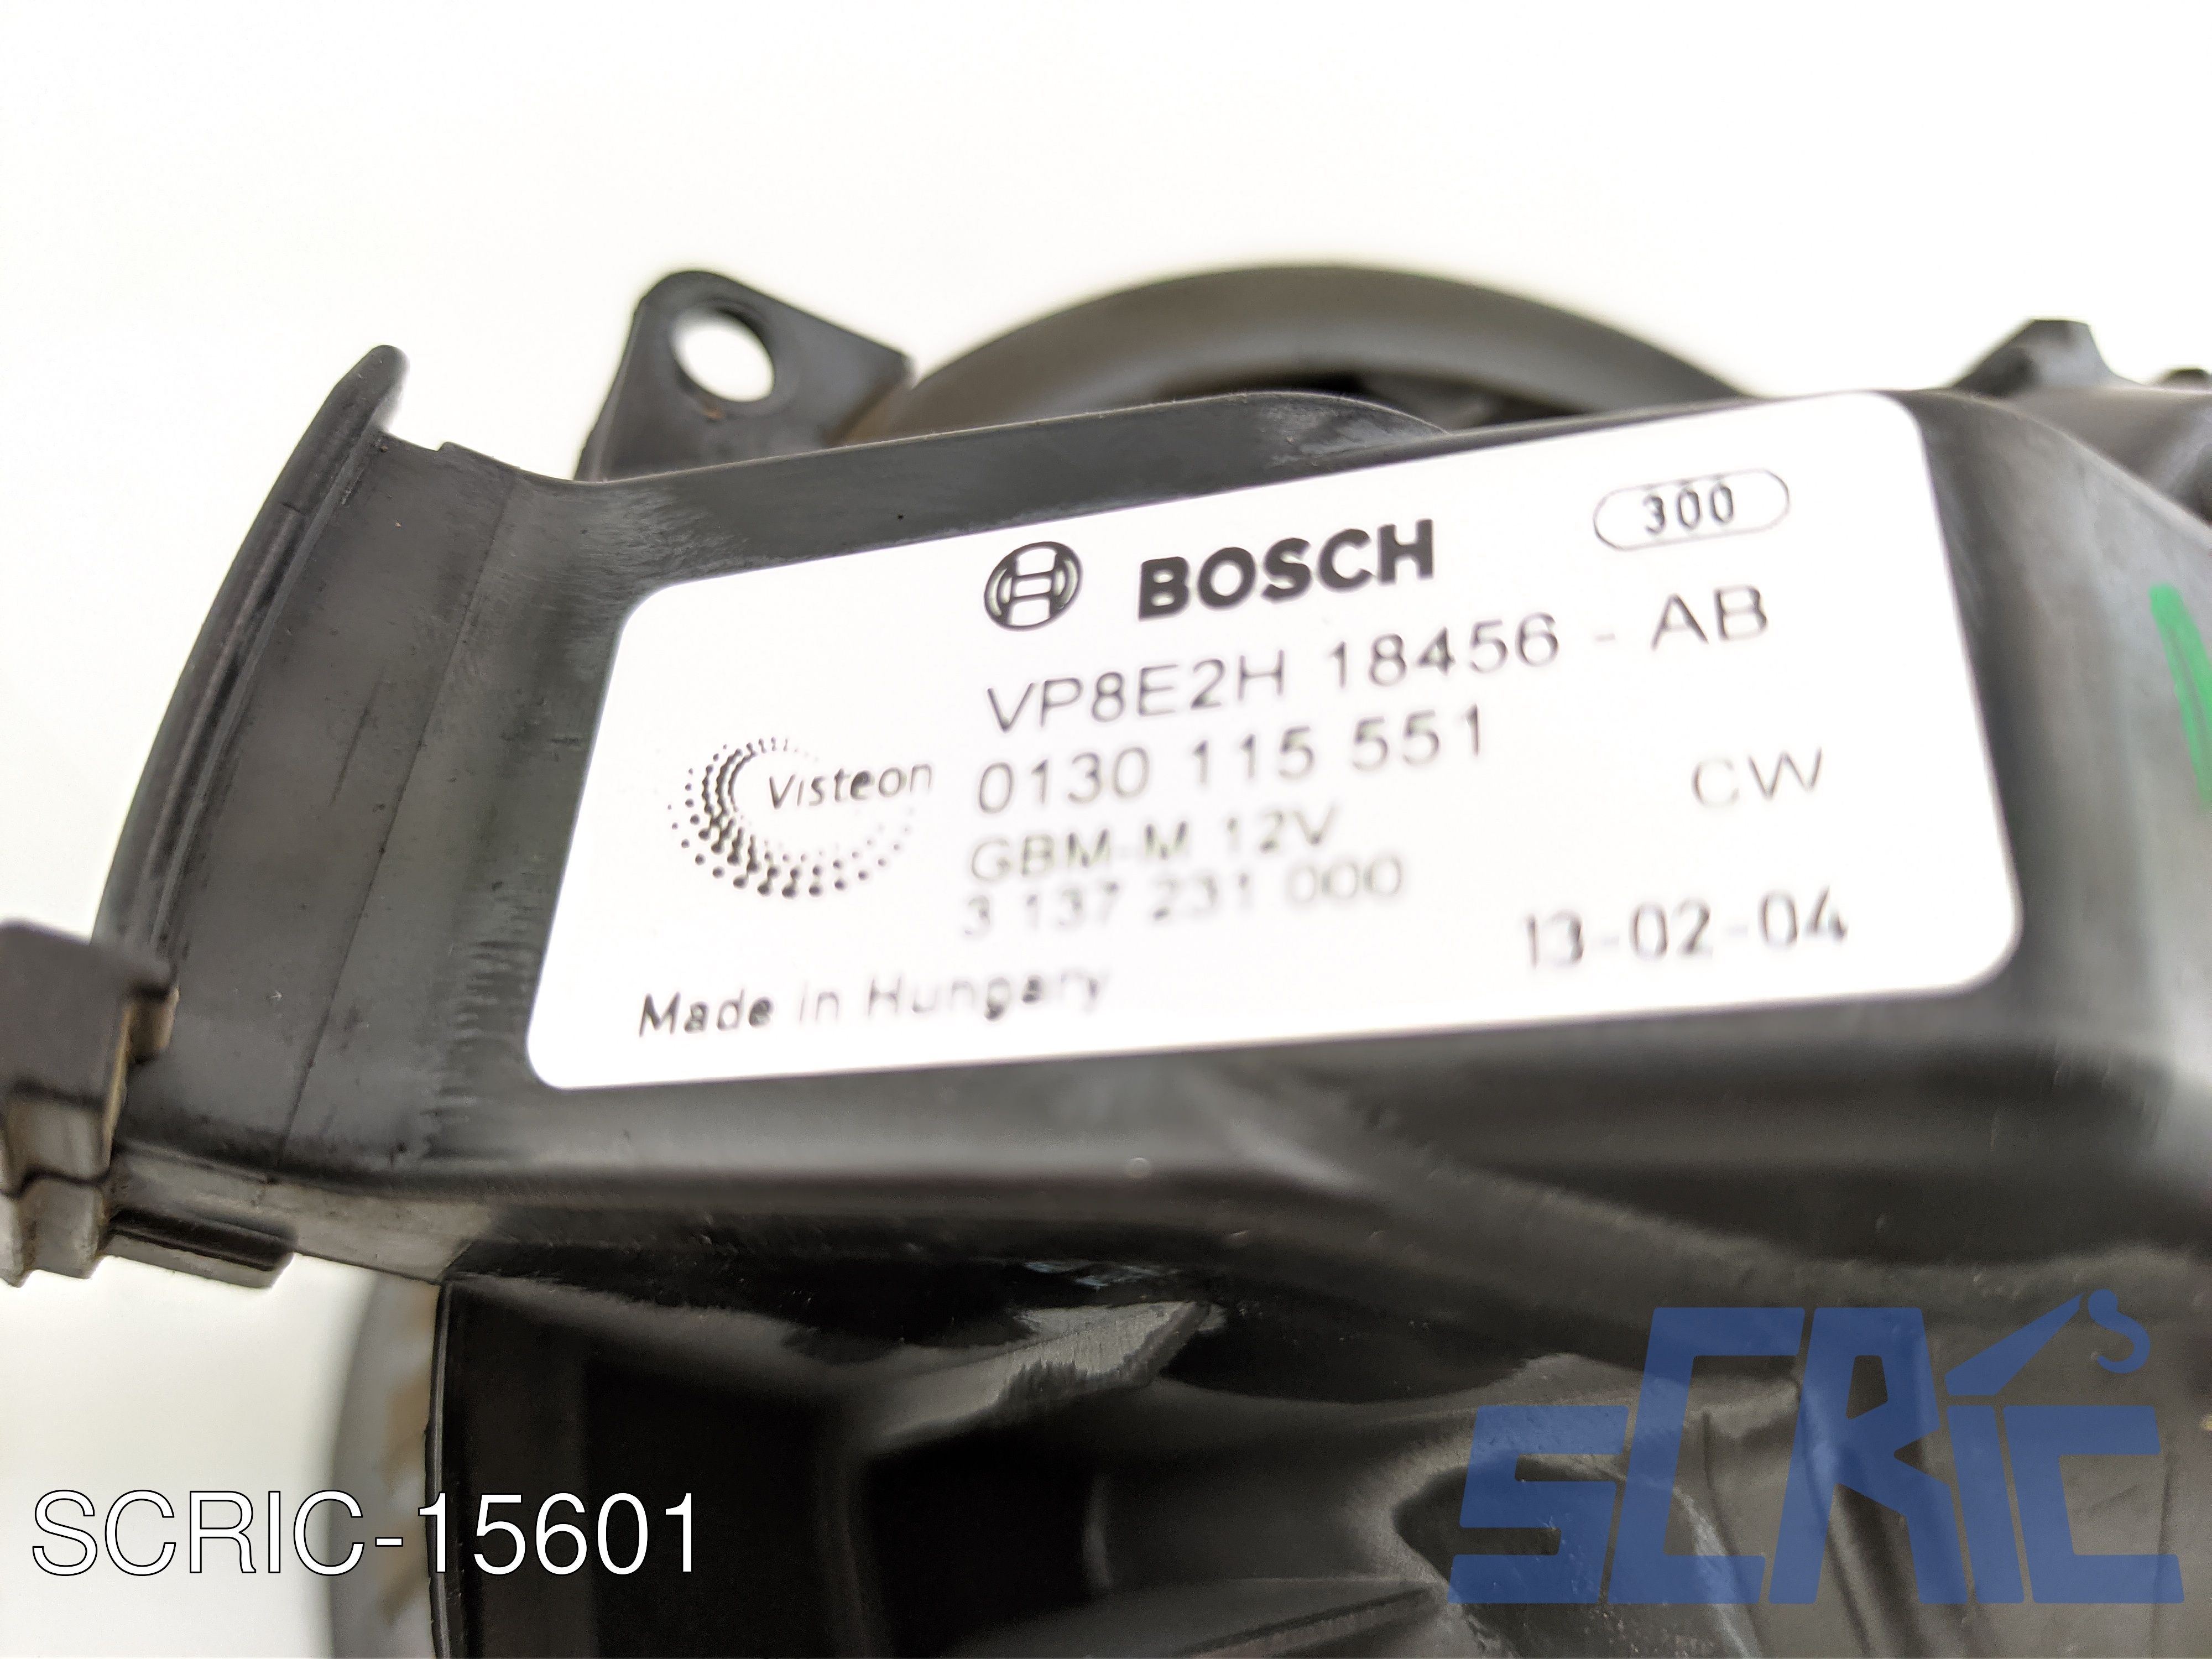 300
BOSCH
VP8E2H 18456 - AB
Visteon
0130 115 551
CW
GBM-M 12V
3 137 231 000
13-02-04
Made in Hungary
SCRIC
SCRIC-15601